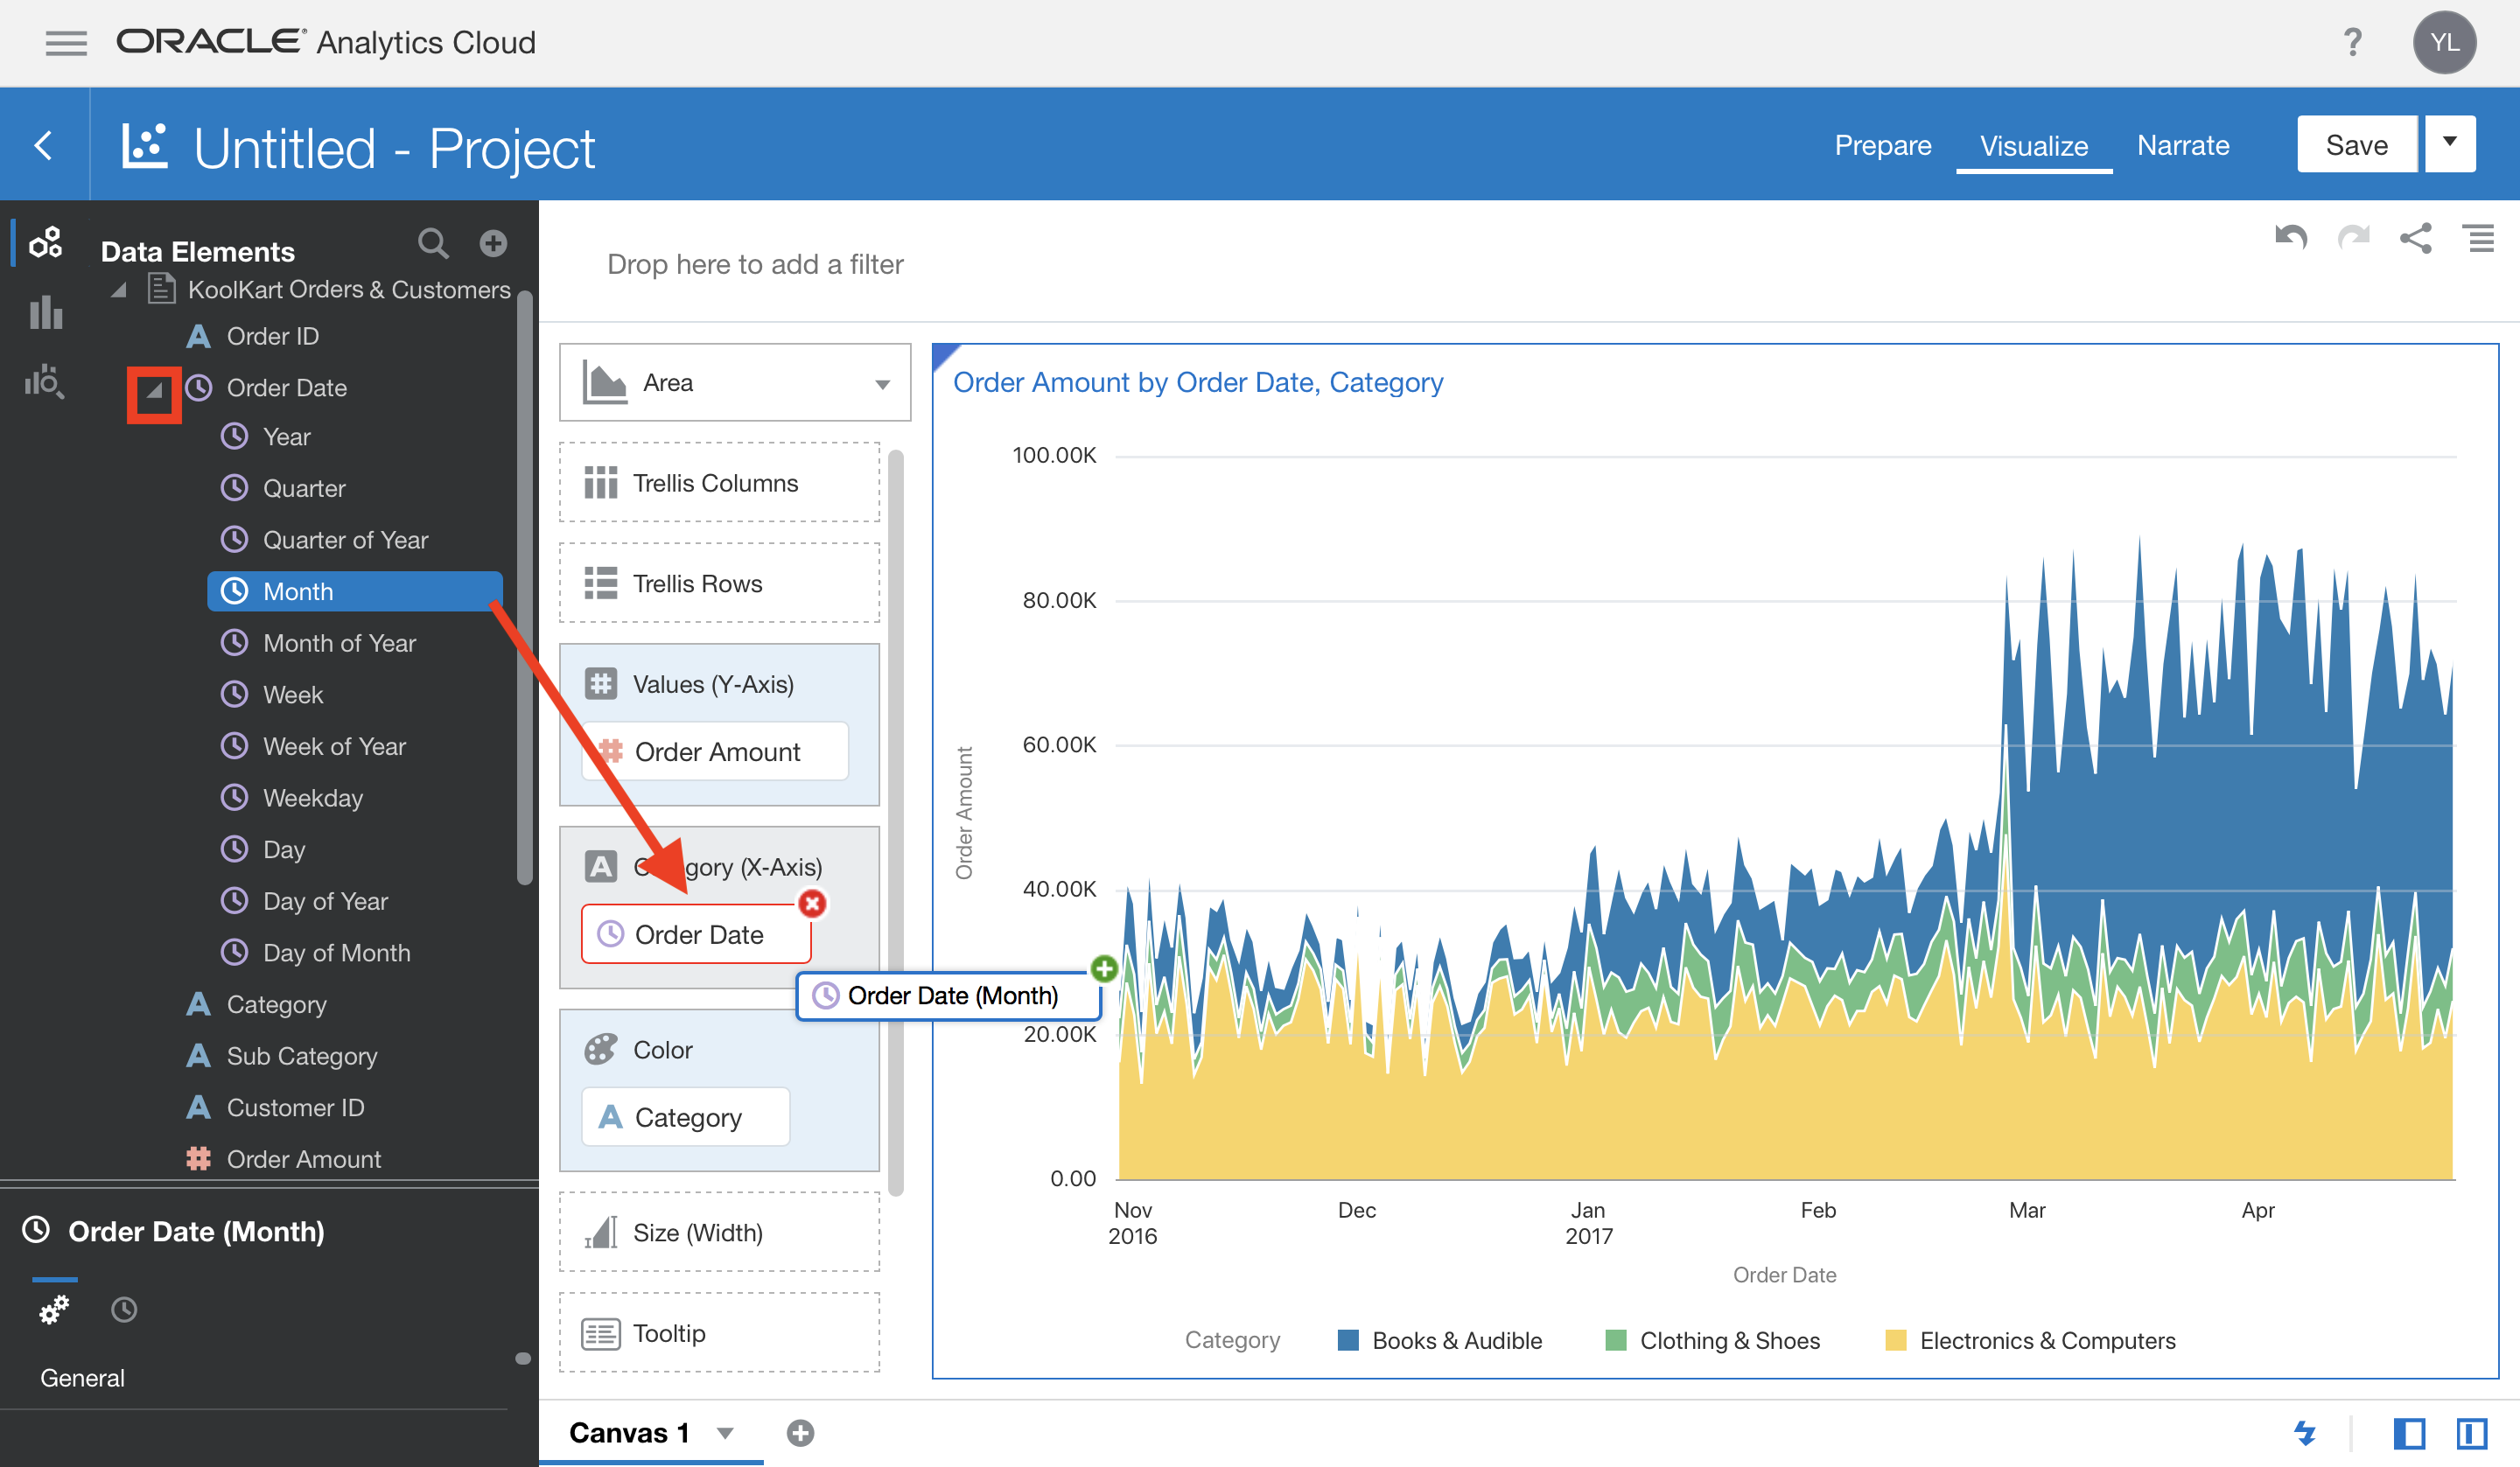 ORACLE® Analytics Cloud
?
YL
Untitled - Project
Prepare
Visualize
Narrate
Save
Data Elements
KoolKart Orders & Customers
Order ID
Order Date
Year
Quarter
Quarter of Year
Month
Month of Year
Week
Week of Year
Weekday
Day
Day of Year
Day of Month
Category
Sub Category
Customer ID
Order Amount
Order Date (Month)
General
Drop here to add a filter
Area
Trellis Columns
Trellis Rows
Values (Y-Axis)
Order Amount
Category (X-Axis)
Order Date
Order Date (Month)
Color
Category
Size (Width)
Tooltip
Order Amount by Order Date, Category
100.00K
80.00K
60.00K
40.00K
20.00K
0.00
Order Amount
Nov
2016
Dec
Jan
2017
Feb
Mar
Apr
Order Date
Category
Books & Audible
Clothing & Shoes
Electronics & Computers
Canvas 1